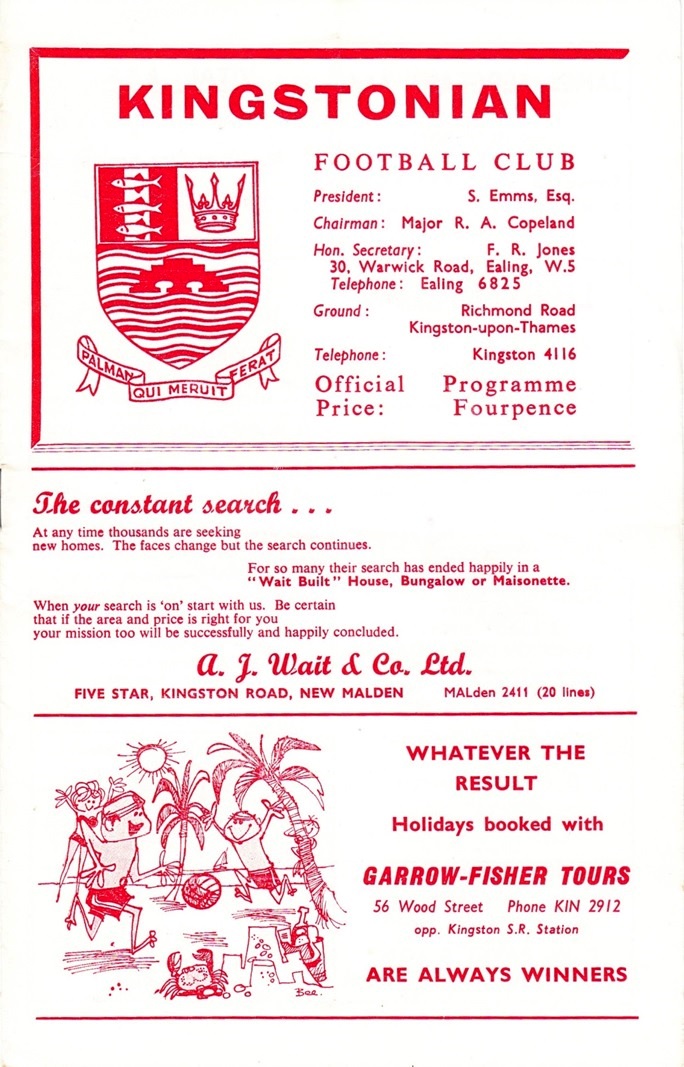 KINGSTONIAN
FOOTBALL CLUB
President: S. Emms, Esq.
Chairman: Major R. A. Copeland
Hon. Secretary: F. R. Jones
30, Warwick Road, Ealing, W.5
Telephone: Ealing 6825
Ground: Richmond Road
Kingston-upon-Thames
Telephone: Kingston 4116
Official Programme
Price: Fourpence
PALMAM
QUI MERUIT
FERAT
The constant search . . .
At any time thousands are seeking
new homes. The faces change but the search continues.
For so many their search has ended happily in a
"Wait Built" House, Bungalow or Maisonette.
When your search is 'on' start with us. Be certain
that if the area and price is right for you
your mission too will be successfully and happily concluded.
A. J. Wait & Co. Ltd.
FIVE STAR, KINGSTON ROAD, NEW MALDEN MALden 2411 (20 lines)
WHATEVER THE
RESULT
Holidays booked with
GARROW-FISHER TOURS
56 Wood Street Phone KIN 2912
opp. Kingston S.R. Station
ARE ALWAYS WINNERS
Bee.